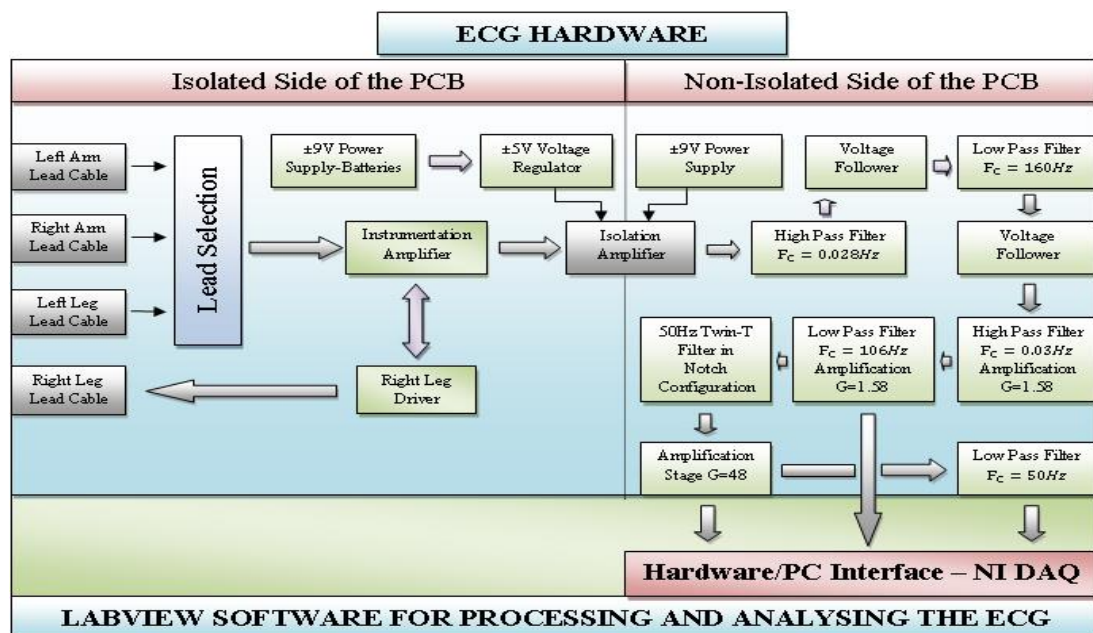 ECG HARDWARE
Isolated Side of the PCB
Non-Isolated Side of the PCB
Left Arm
Lead Cable
Right Arm
Lead Cable
Left Leg
Lead Cable
Right Leg
Lead Cable
Lead Selection
±9V Power
Supply-Batteries
±5V Voltage
Regulator
Instrumentation
Amplifier
Right Leg
Driver
Isolation
Amplifier
±9V Power
Supply
High Pass Filter
F_C = 0.028Hz
Voltage
Follower
Low Pass Filter
F_C = 160Hz
Voltage
Follower
High Pass Filter
F_C = 0.03Hz
Amplification
G=1.58
Low Pass Filter
F_C = 106Hz
Amplification
G=1.58
50Hz Twin-T
Filter in
Notch
Configuration
Amplification
Stage G=48
Low Pass Filter
F_C = 50Hz
Hardware/PC Interface – NI DAQ
LABVIEW SOFTWARE FOR PROCESSING AND ANALYSING THE ECG